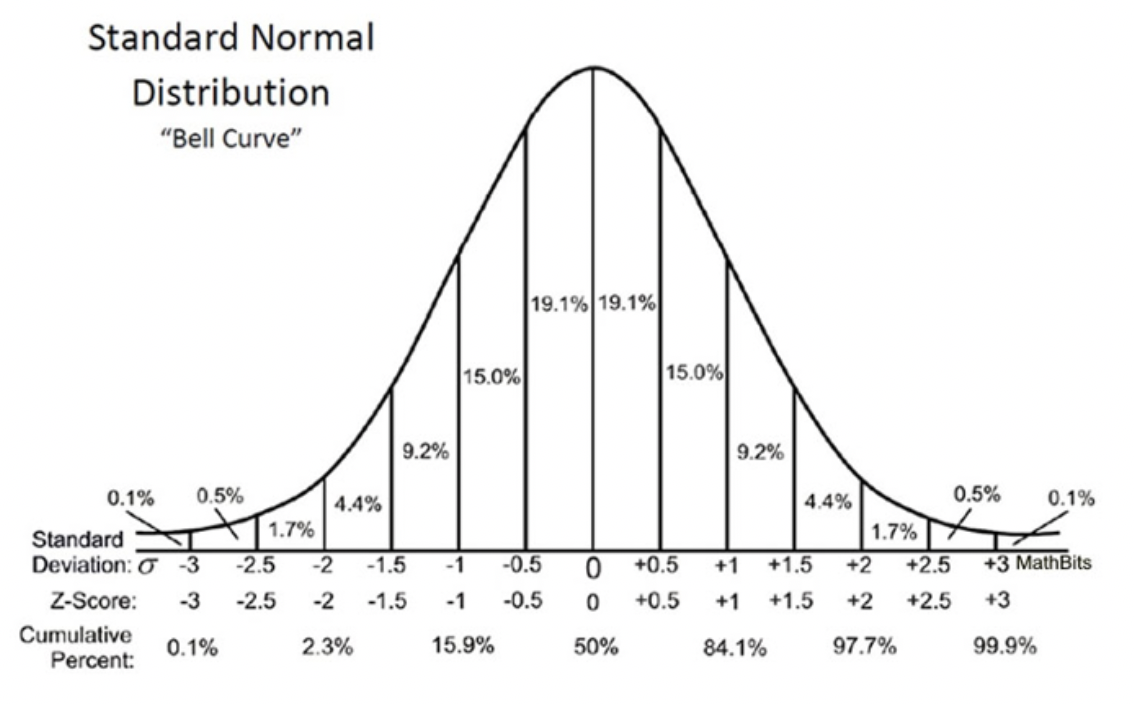 Standard Normal
Distribution
“Bell Curve”
19.1% 19.1%
15.0% 15.0%
9.2% 9.2%
0.1% 0.5% 4.4% 4.4% 0.5% 0.1%
1.7% 1.7%
Standard
Deviation: σ -3 -2.5 -2 -1.5 -1 -0.5 0 +0.5 +1 +1.5 +2 +2.5 +3 MathBits
Z-Score: -3 -2.5 -2 -1.5 -1 -0.5 0 +0.5 +1 +1.5 +2 +2.5 +3
Cumulative
Percent: 0.1% 2.3% 15.9% 50% 84.1% 97.7% 99.9%